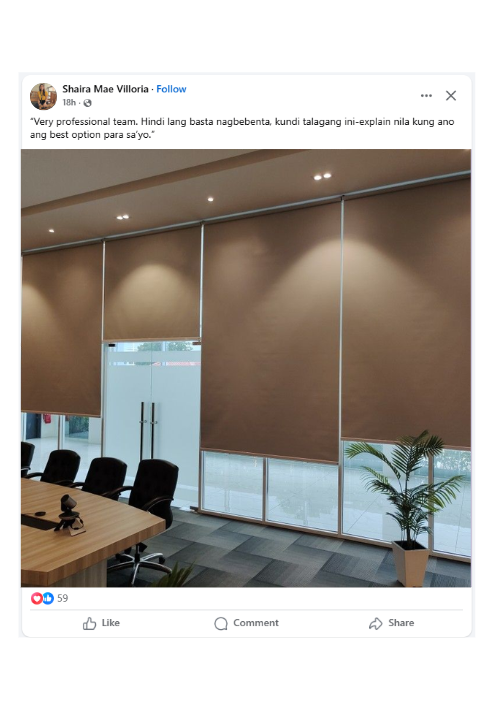 Shaira Mae Villoria · Follow
18h ·
“Very professional team. Hindi lang basta nagbebenta, kundi talagang ini-explain nila kung ano
ang best option para sa’yo.”
59
Like
Comment
Share